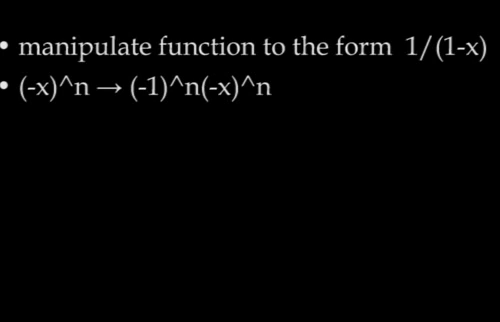 • manipulate function to the form 1/(1-x)
• (-x)^n → (-1)^n(-x)^n